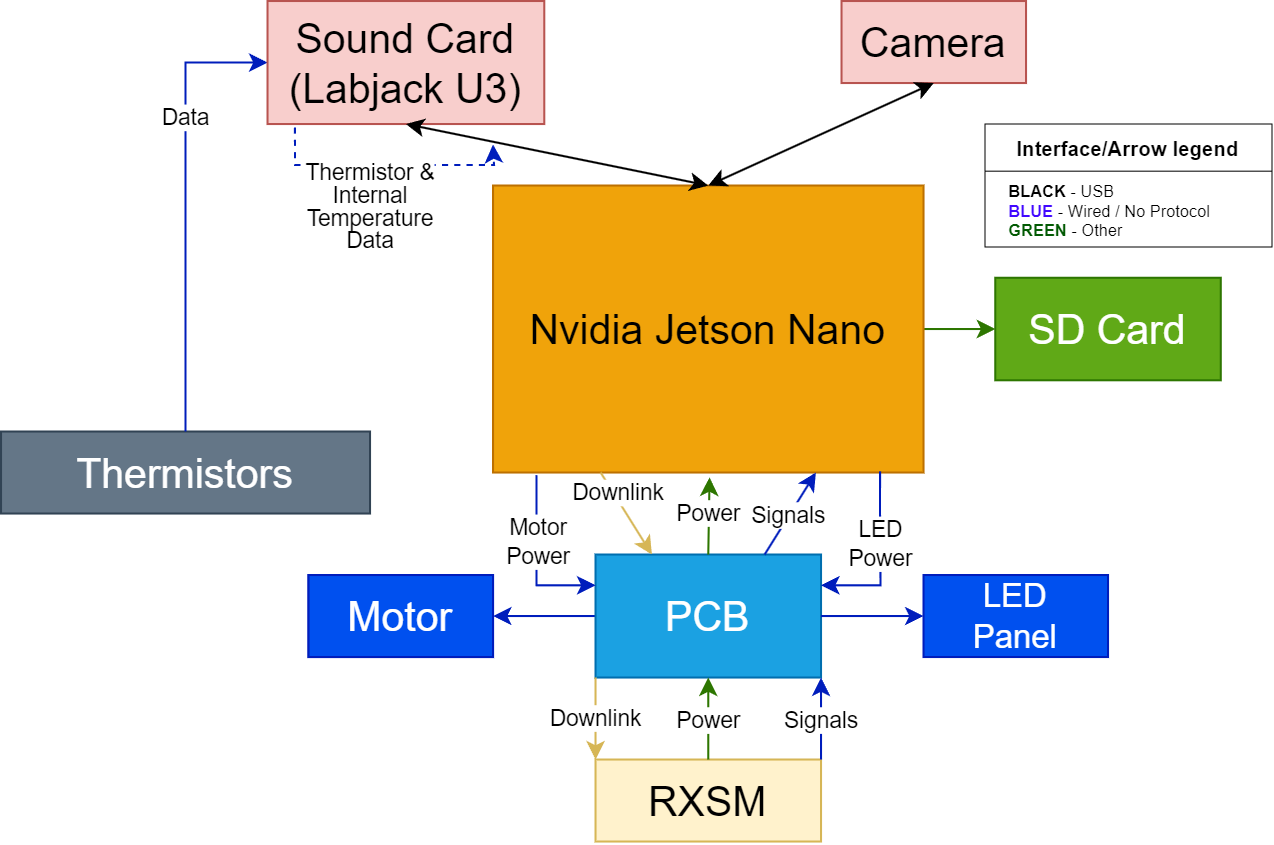 Sound Card
(Labjack U3)
Camera
Data
Interface/Arrow legend
BLACK - USB
BLUE - Wired / No Protocol
GREEN - Other
Thermistor &
Internal
Temperature
Data
Nvidia Jetson Nano
SD Card
Thermistors
Downlink
Power
Signals
Motor
Power
LED
Power
Motor
PCB
LED
Panel
Downlink
Power
Signals
RXSM